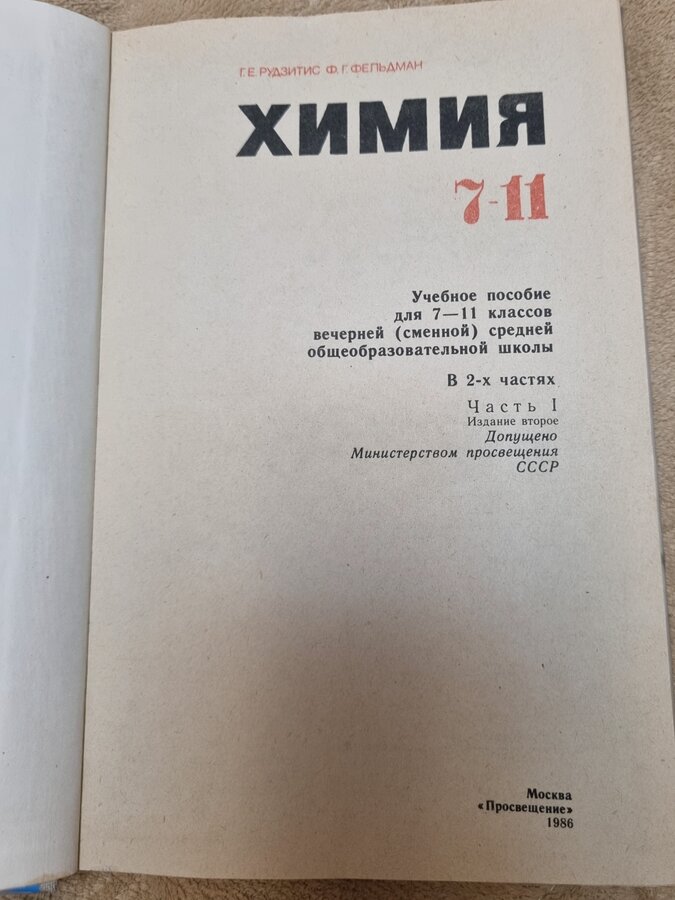 Г. Е. РУДЗИТИС Ф. Г. ФЕЛЬДМАН
ХИМИЯ
7-11
Учебное пособие
для 7—11 классов
вечерней (сменной) средней
общеобразовательной школы
В 2-х частях
Часть I
Издание второе
Допущено
Министерством просвещения
СССР
Москва
«Просвещение»
1986